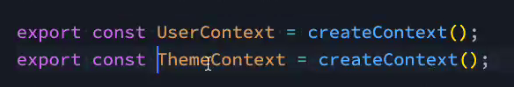 export const UserContext = createContext();
export const ThemeContext = createContext();